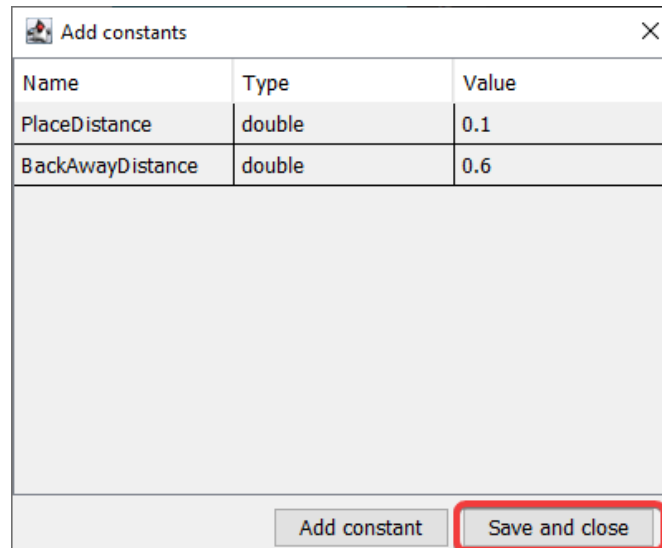 Add constants
Name Type Value
PlaceDistance double 0.1
BackAwayDistance double 0.6
Add constant Save and close